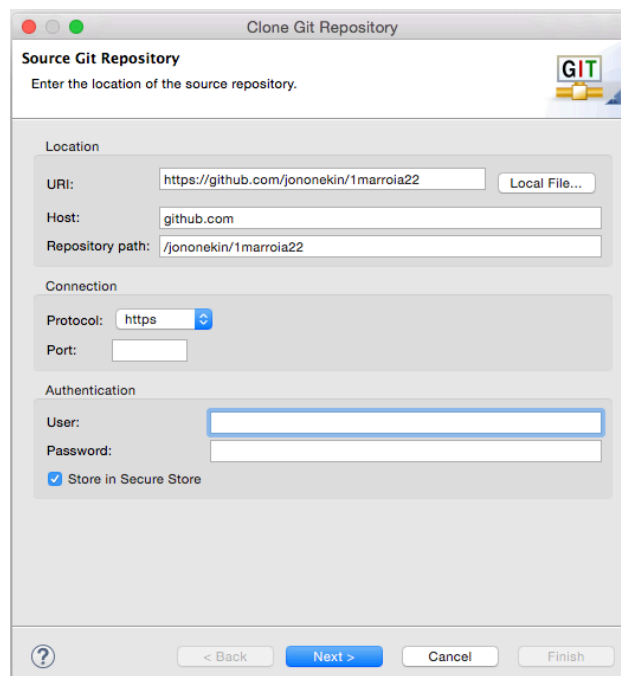 Clone Git Repository
Source Git Repository
Enter the location of the source repository.
GIT
Location
URI: https://github.com/jononekin/1marroia22 Local File...
Host: github.com
Repository path: /jononekin/1marroia22
Connection
Protocol: https
Port:
Authentication
User:
Password:
Store in Secure Store
? < Back Next > Cancel Finish